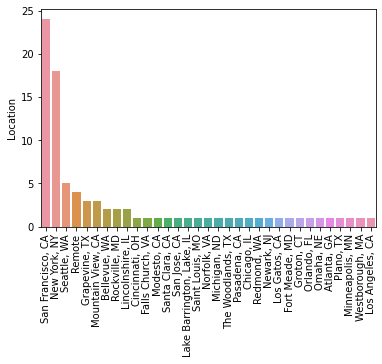 25
20
15
10
5
0
Location
San Francisco, CA
New York, NY
Seattle, WA
Remote
Grapevine, TX
Mountain View, CA
Bellevue, WA
Rockville, MD
Lincolnshire, IL
Cincinnati, OH
Falls Church, VA
Modesto, CA
Santa Clara, CA
San Jose, CA
Lake Barrington, Lake, IL
Saint Louis, MO
Norfolk, VA
Michigan, ND
The Woodlands, TX
Pasadena, CA
Chicago, IL
Redmond, WA
Newark, NJ
Los Gatos, CA
Fort Meade, MD
Groton, CT
Orlando, FL
Omaha, NE
Atlanta, GA
Plano, TX
Minneapolis, MN
Westborough, MA
Los Angeles, CA